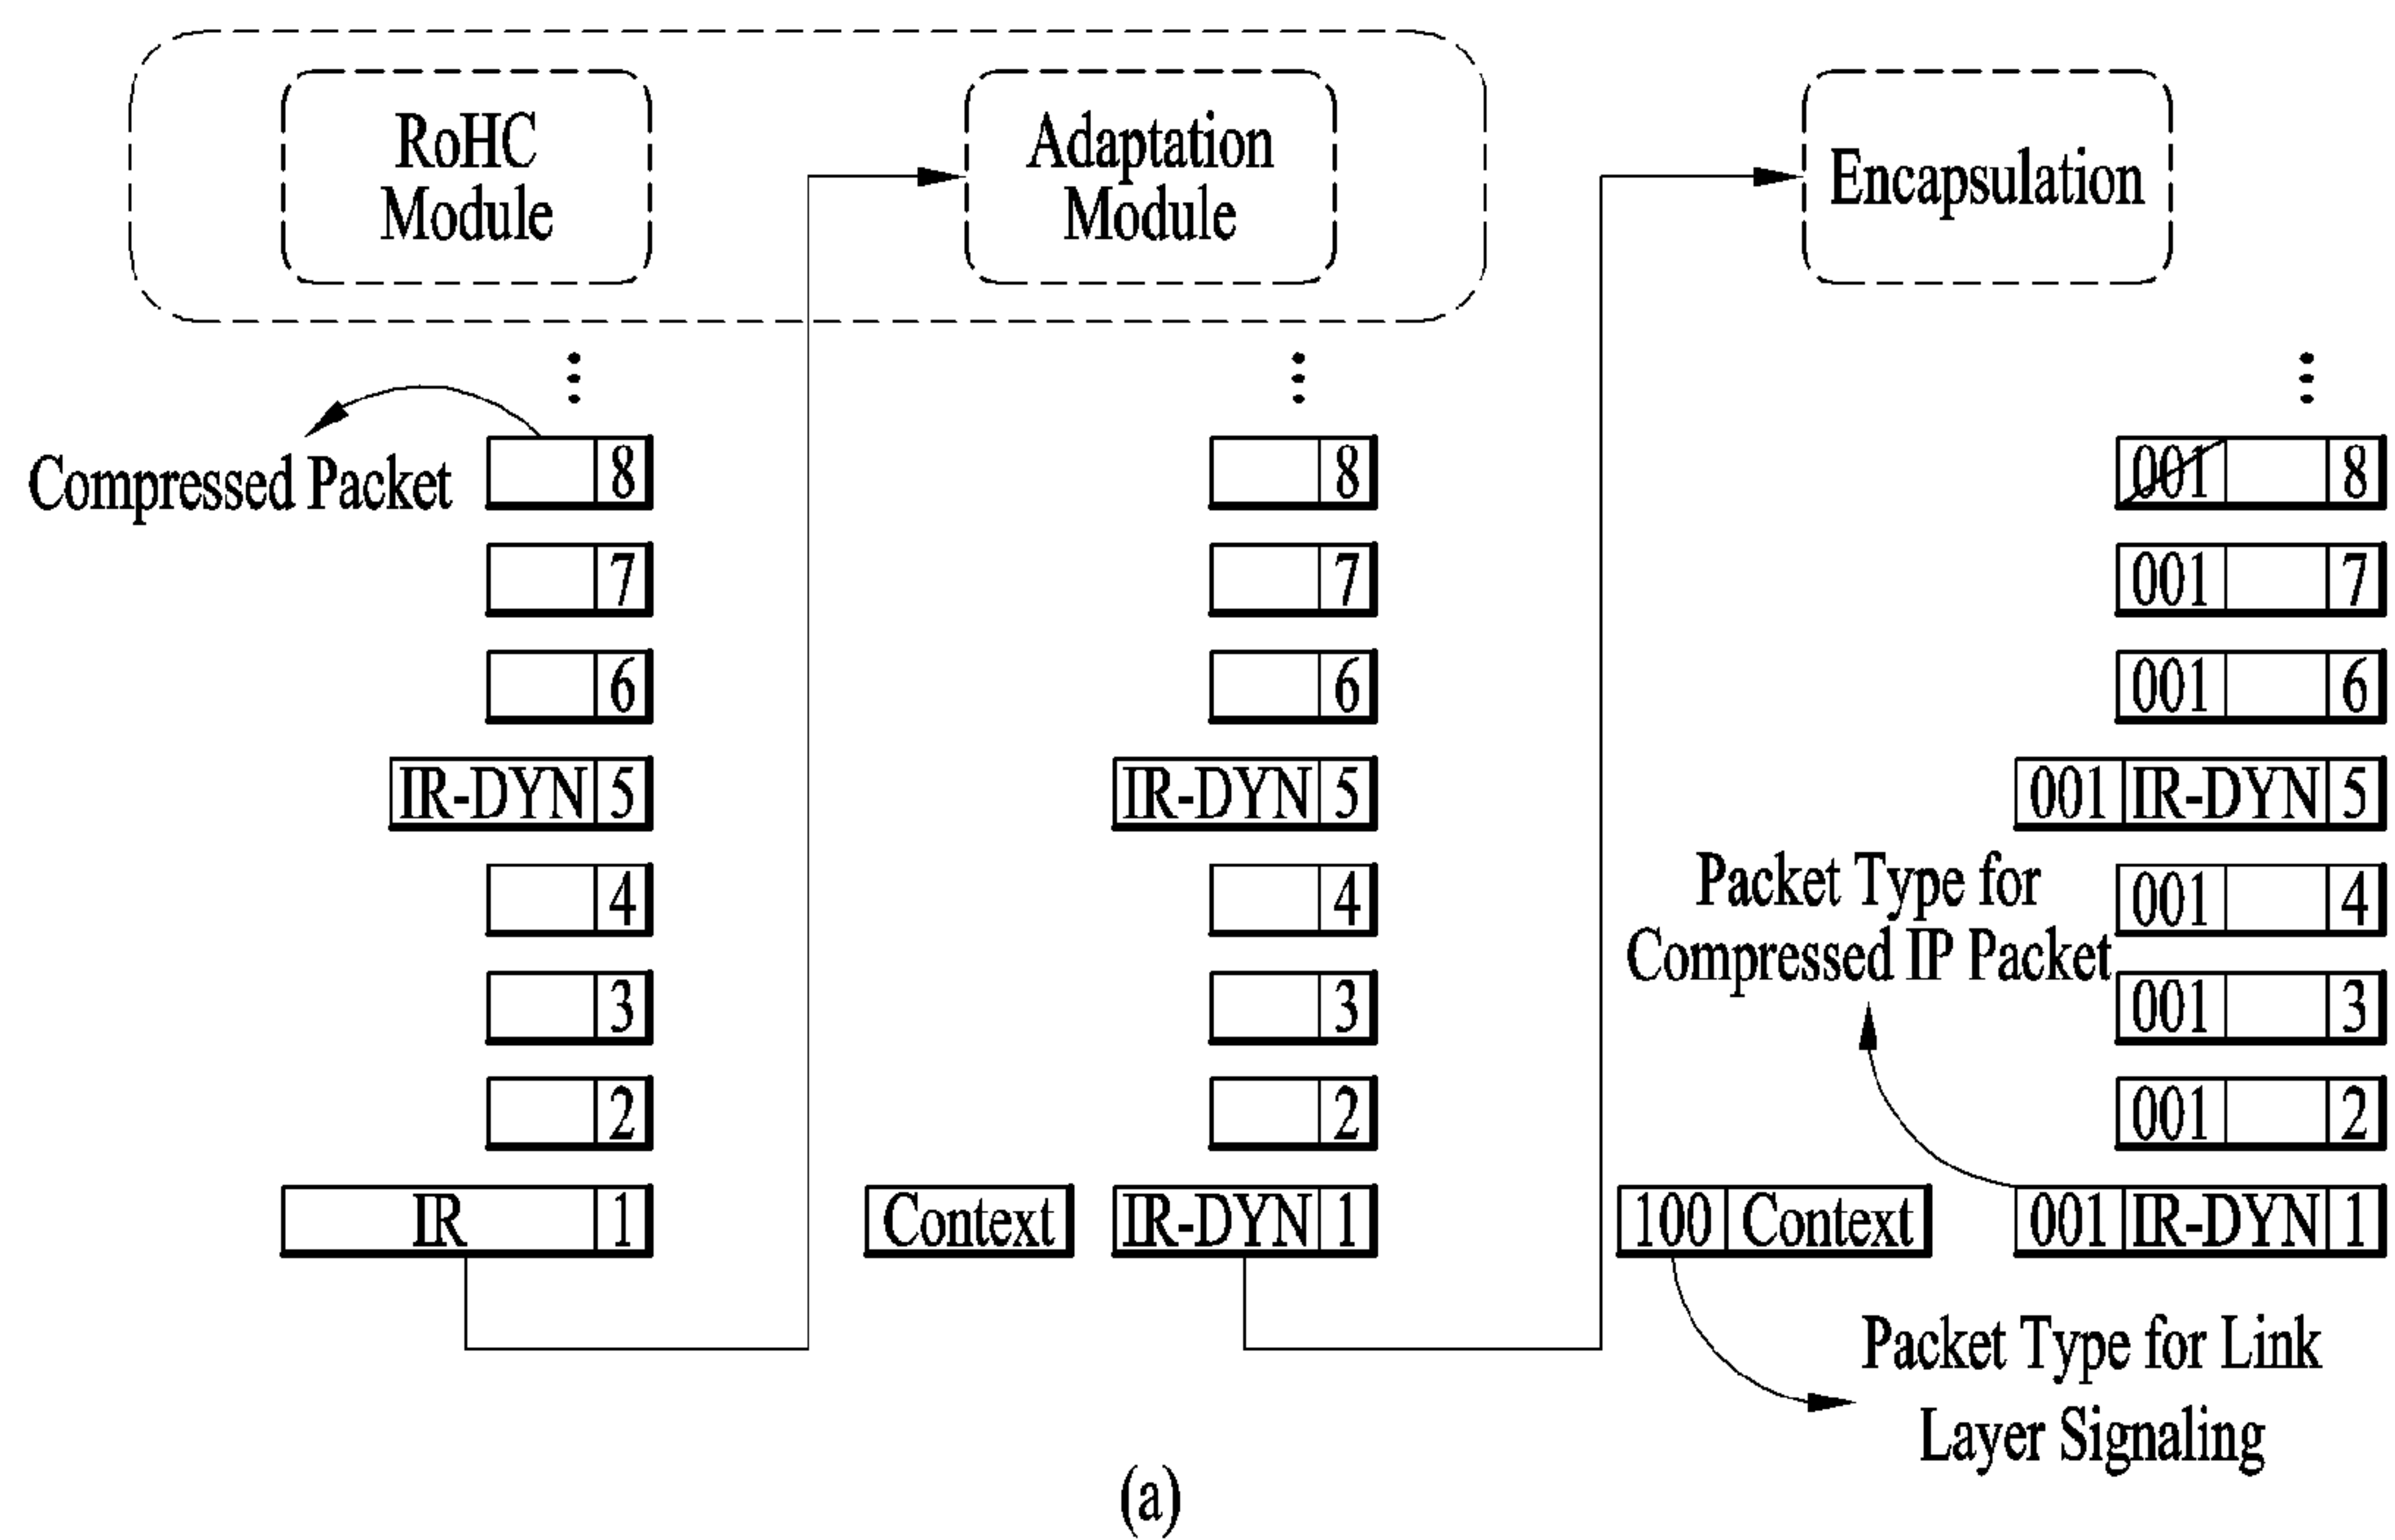 RoHC
Module
Adaptation
Module
Encapsulation
Compressed Packet
8
8
001 8
7
7
001 7
6
6
001 6
IR-DYN 5
IR-DYN 5
001 IR-DYN 5
4
4
001 4
Packet Type for
Compressed IP Packet
3
3
001 3
2
2
001 2
IR 1
Context
IR-DYN 1
100 Context
001 IR-DYN 1
Packet Type for Link
Layer Signaling
(a)